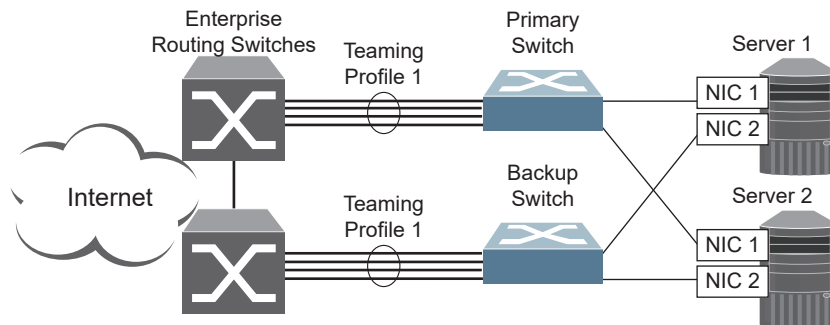 Enterprise
Routing Switches
Teaming
Profile 1
Primary
Switch
Server 1
NIC 1
NIC 2
Internet
Teaming
Profile 1
Backup
Switch
Server 2
NIC 1
NIC 2